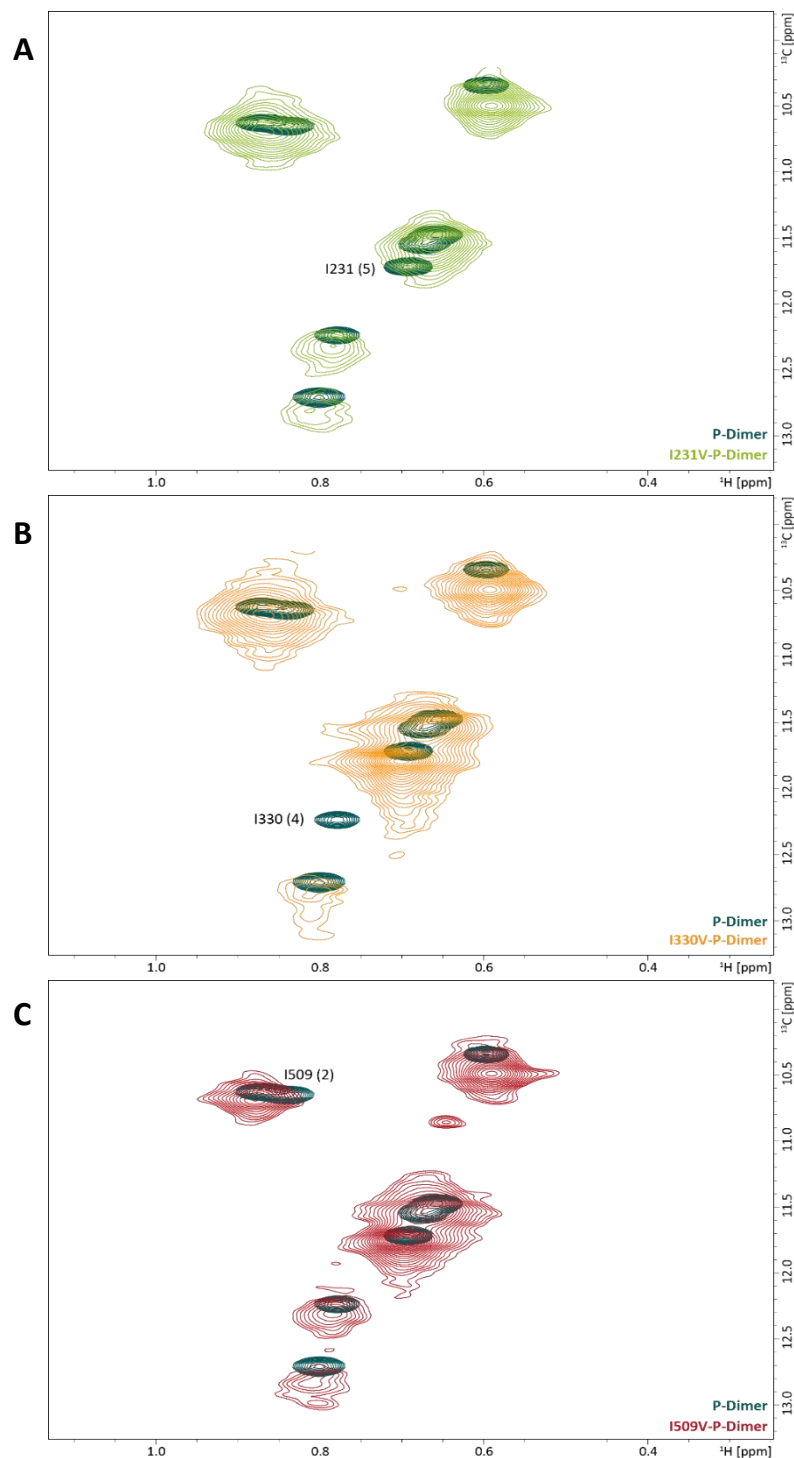 A
¹³C [ppm]
10.5
11.0
11.5
I231 (5)
12.0
12.5
P-Dimer
13.0
I231V-P-Dimer
1.0
0.8
0.6
0.4
¹H [ppm]
B
¹³C [ppm]
10.5
11.0
11.5
12.0
I330 (4)
12.5
P-Dimer
13.0
I330V-P-Dimer
1.0
0.8
0.6
0.4
¹H [ppm]
C
¹³C [ppm]
I509 (2)
10.5
11.0
11.5
12.0
12.5
13.0
P-Dimer
I509V-P-Dimer
1.0
0.8
0.6
0.4
¹H [ppm]